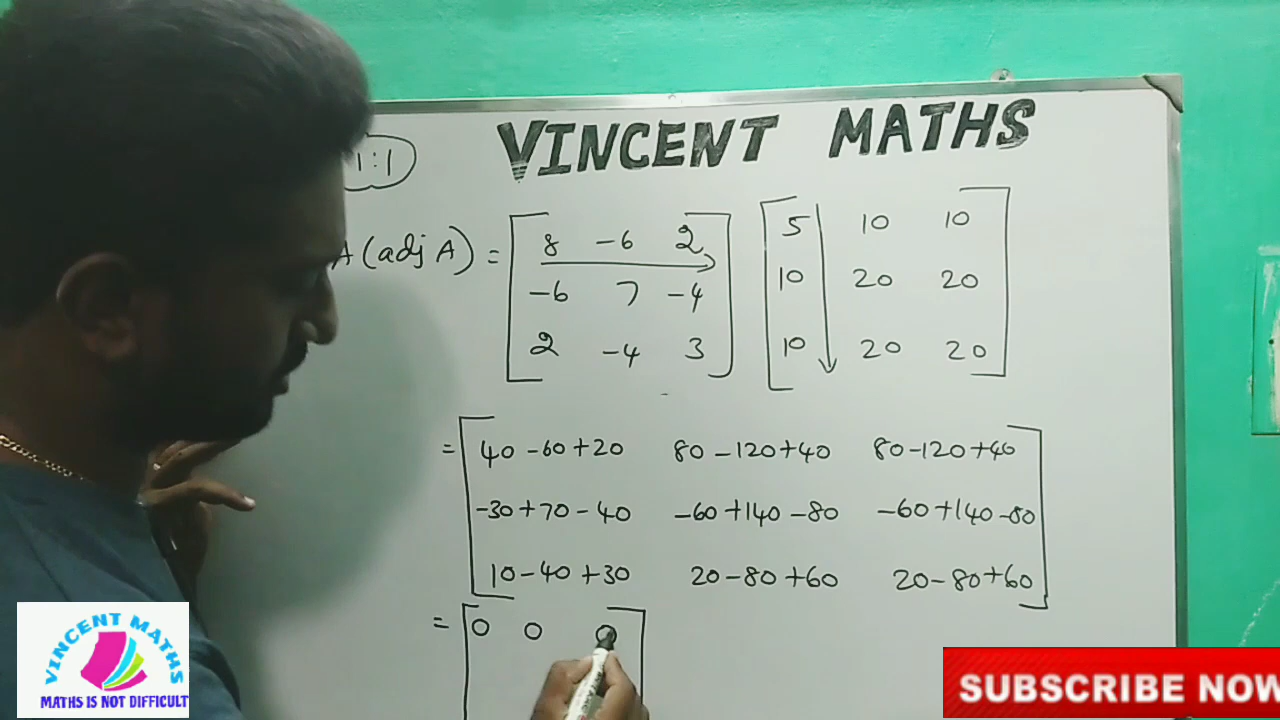 VINCENT MATHS
1:1
A (adj A) = [ 8 -6 2 ] [ 5 10 10 ]
-6 7 -4 10 20 20
2 -4 3 10 20 20
= [ 40 -60 +20 80 -120 +40 80 -120 +40 ]
-30 +70 -40 -60 +140 -80 -60 +140 -80
10 -40 +30 20 -80 +60 20 -80 +60
= [ 0 0 0 ]
VINCENT MATHS
MATHS IS NOT DIFFICULT
SUBSCRIBE NOW